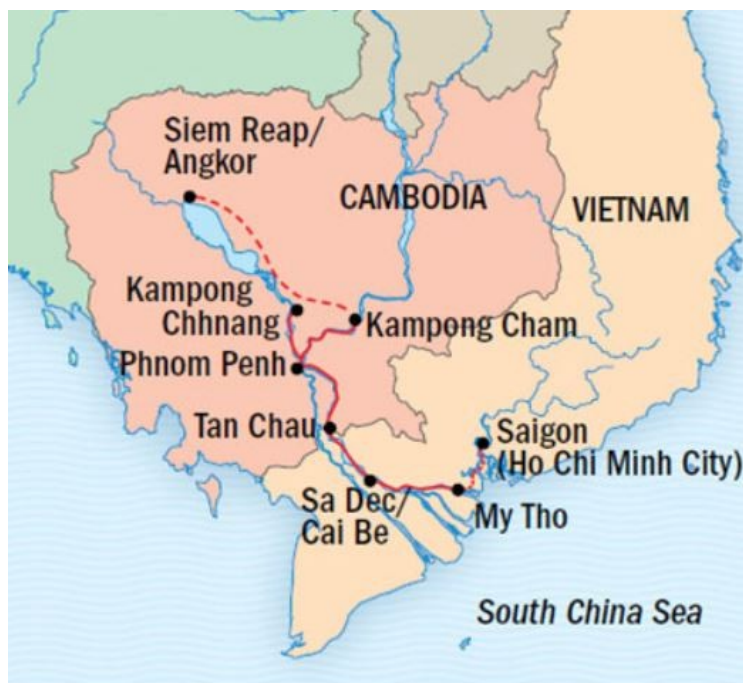 Siem Reap/
Angkor
CAMBODIA
VIETNAM
Kampong
Chhnang
Kampong Cham
Phnom Penh
Tan Chau
Saigon
(Ho Chi Minh City)
Sa Dec/
Cai Be
My Tho
South China Sea